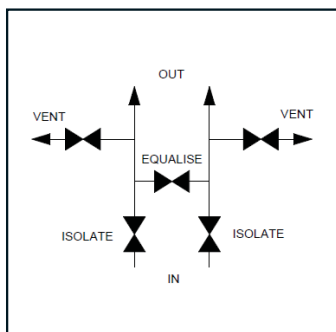 OUT
VENT
VENT
EQUALISE
ISOLATE
ISOLATE
IN